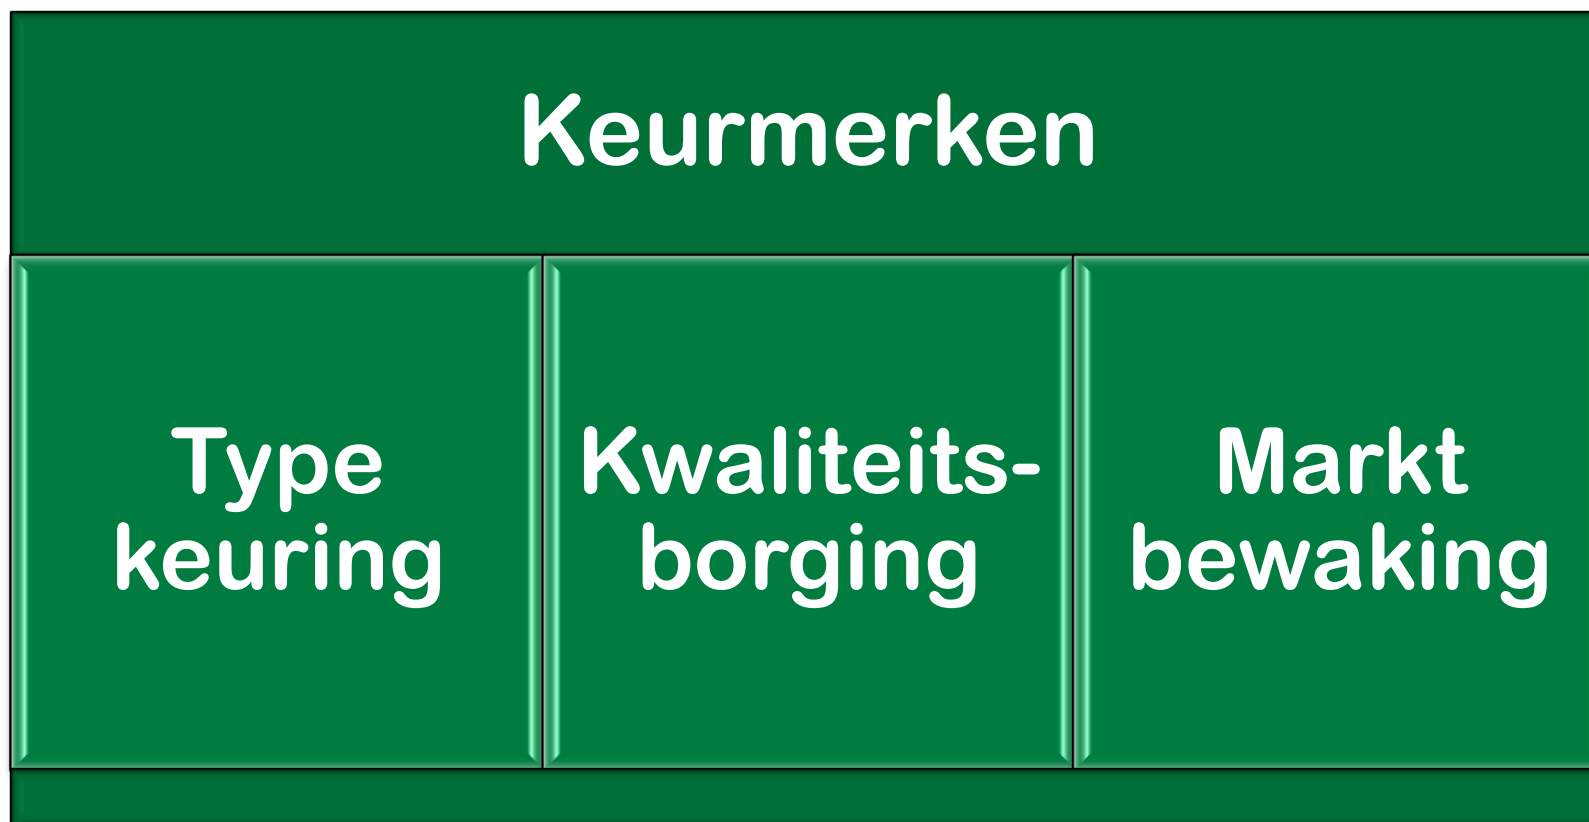 Keurmerken
Type
keuring
Kwaliteits-
borging
Markt
bewaking